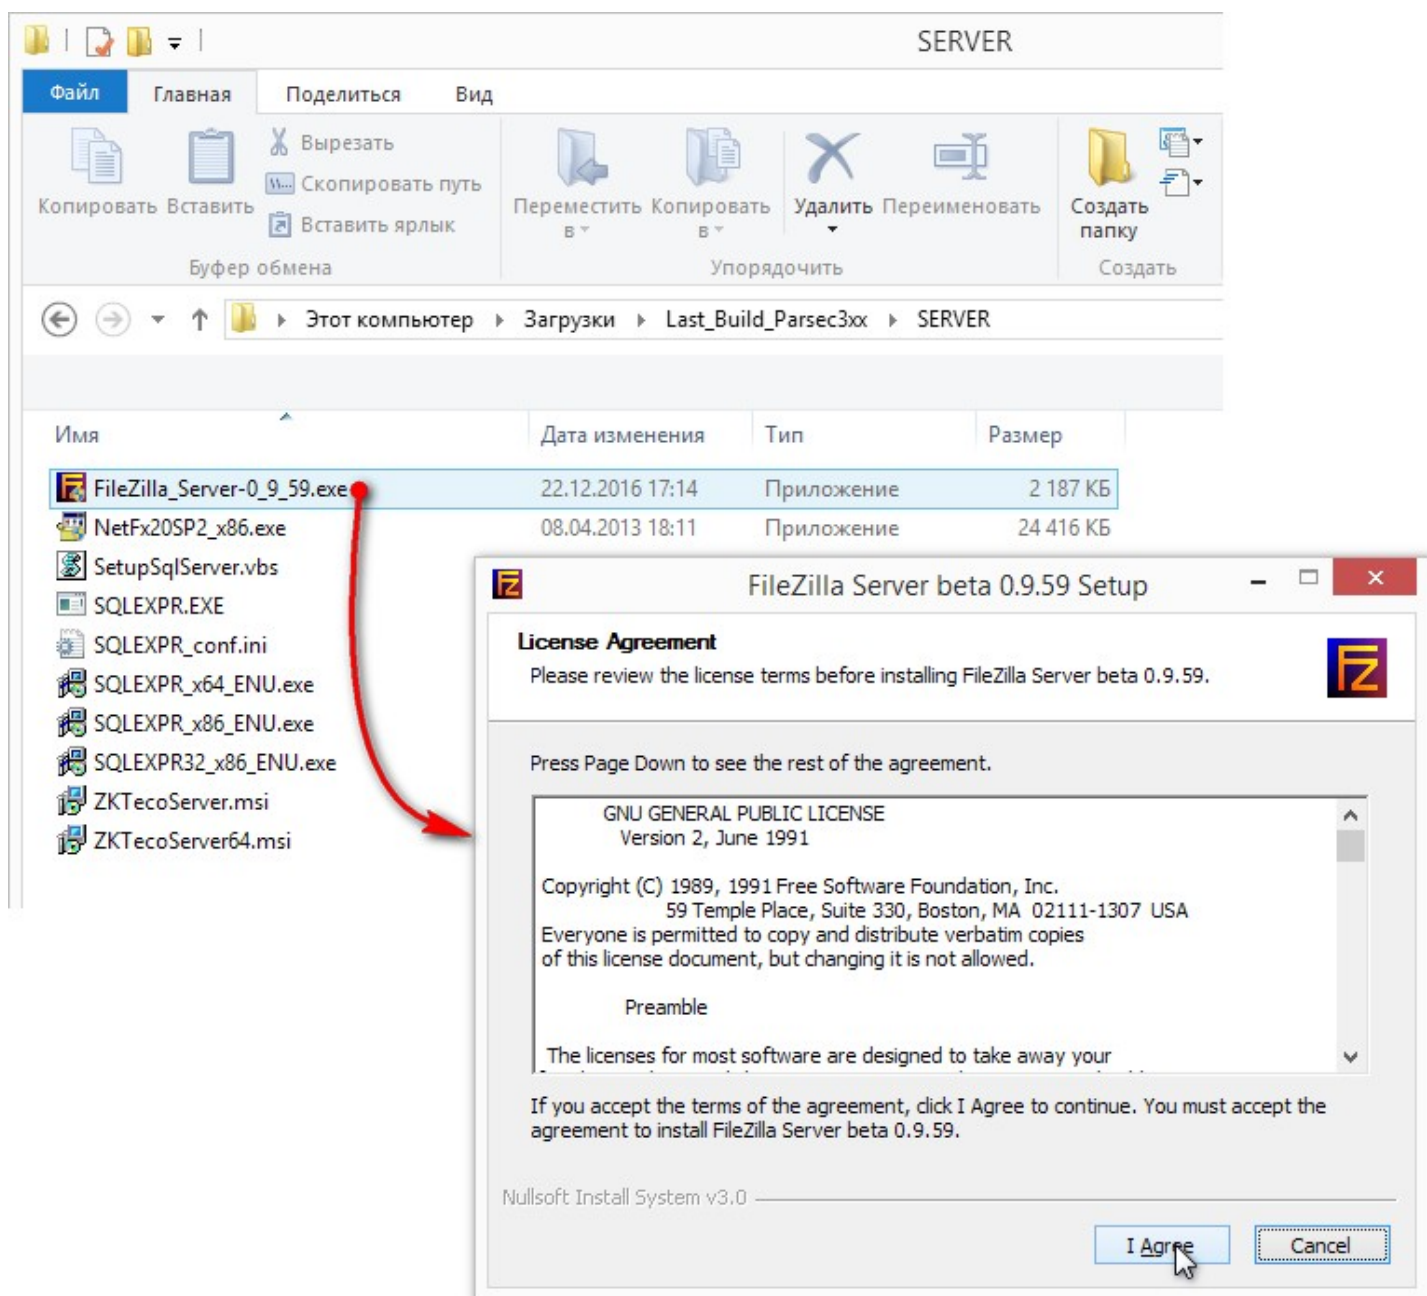 SERVER
Файл Главная Поделиться Вид
Копировать Вставить Вырезать
Скопировать путь
Вставить ярлык
Переместить в Копировать в Удалить Переименовать Создать папку
Буфер обмена Упорядочить Создать
Этот компьютер Загрузки Last_Build_Parsec3xx SERVER
Имя Дата изменения Тип Размер
FileZilla_Server-0_9_59.exe 22.12.2016 17:14 Приложение 2 187 КБ
NetFx20SP2_x86.exe 08.04.2013 18:11 Приложение 24 416 КБ
SetupSqlServer.vbs
SQLEXPR.EXE
SQLEXPR_conf.ini
SQLEXPR_x64_ENU.exe
SQLEXPR_x86_ENU.exe
SQLEXPR32_x86_ENU.exe
ZKTecoServer.msi
ZKTecoServer64.msi
FileZilla Server beta 0.9.59 Setup
License Agreement
Please review the license terms before installing FileZilla Server beta 0.9.59.
Press Page Down to see the rest of the agreement.
GNU GENERAL PUBLIC LICENSE
Version 2, June 1991
Copyright (C) 1989, 1991 Free Software Foundation, Inc.
59 Temple Place, Suite 330, Boston, MA 02111-1307 USA
Everyone is permitted to copy and distribute verbatim copies
of this license document, but changing it is not allowed.
Preamble
The licenses for most software are designed to take away your
If you accept the terms of the agreement, click I Agree to continue. You must accept the
agreement to install FileZilla Server beta 0.9.59.
Nullsoft Install System v3.0
I Agree Cancel